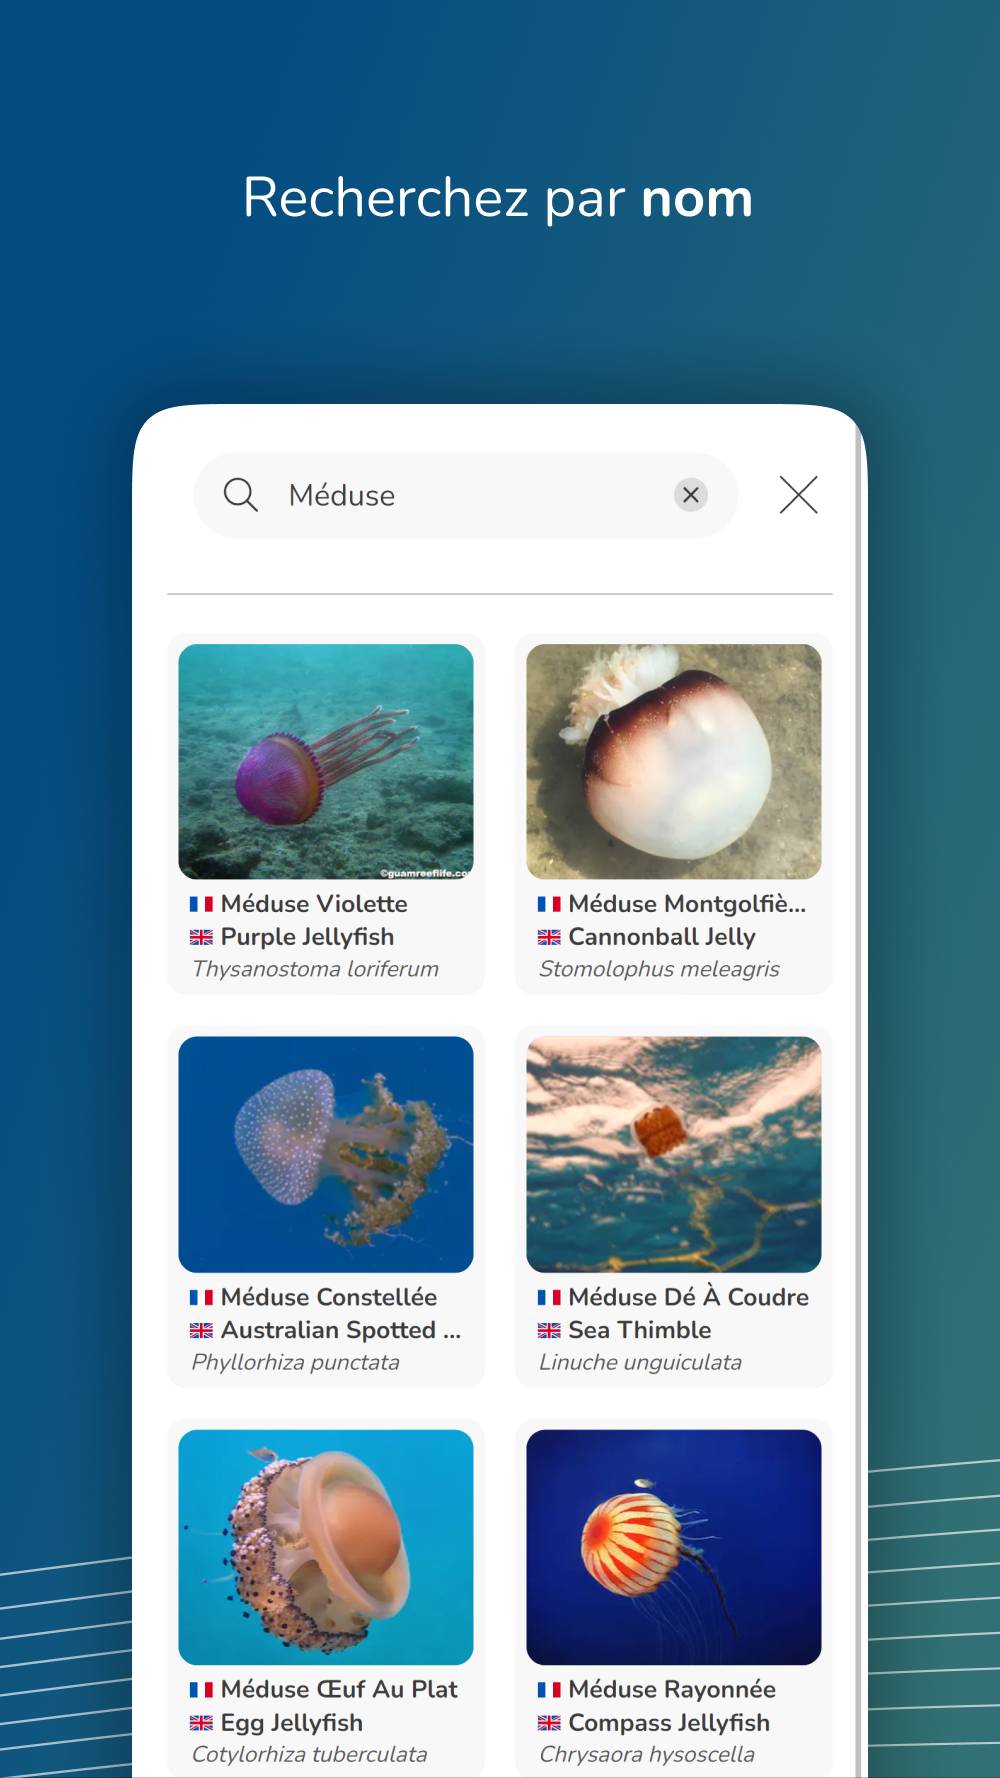 Recherchez par nom
Méduse
©guamreeflife.co
Méduse Violette
Purple Jellyfish
Thysanostoma loriferum
Méduse Montgolfiè...
Cannonball Jelly
Stomolophus meleagris
Méduse Constellée
Australian Spotted ...
Phyllorhiza punctata
Méduse Dé À Coudre
Sea Thimble
Linuche unguiculata
Méduse Œuf Au Plat
Egg Jellyfish
Cotylorhiza tuberculata
Méduse Rayonnée
Compass Jellyfish
Chrysaora hysoscella